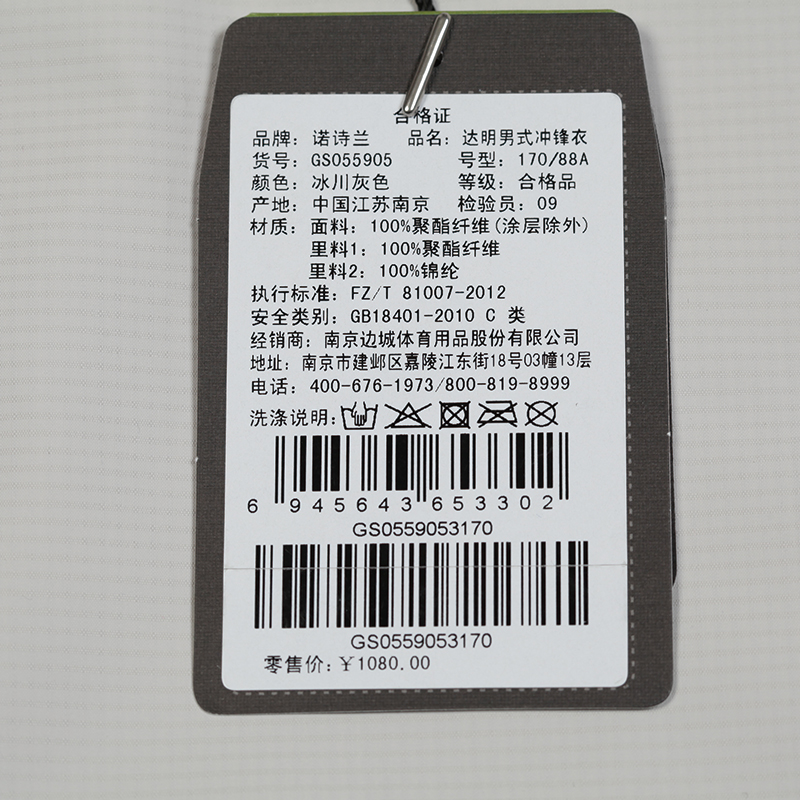 合格证
品牌：诺诗兰 品名：达明男式冲锋衣
货号：GS055905 号型：170/88A
颜色：冰川灰色 等级：合格品
产地：中国江苏南京 检验员：09
材质：面料：100%聚酯纤维(涂层除外)
里料1：100%聚酯纤维
里料2：100%锦纶
执行标准：FZ/T 81007-2012
安全类别：GB18401-2010 C 类
经销商：南京边城体育用品股份有限公司
地址：南京市建邺区嘉陵江东街18号03幢13层
电话：400-676-1973/800-819-8999
洗涤说明：
6 945643 653302
GS0559053170
GS0559053170
零售价：¥1080.00